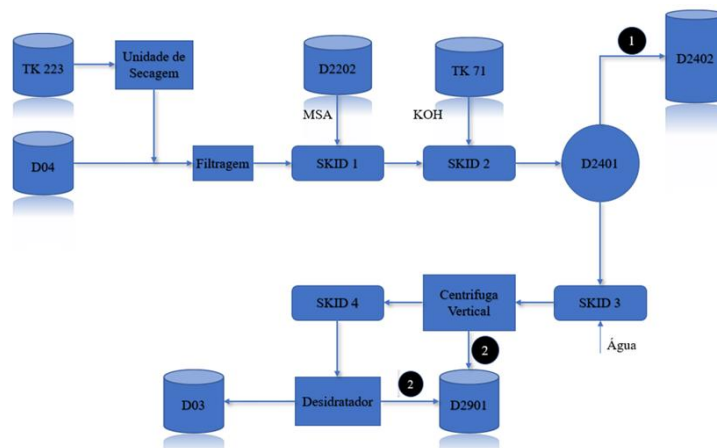 1
TK 223
Unidade de
Secagem
D2202
TK 71
D2402
MSA
KOH
D04
Filtragem
SKID 1
SKID 2
D2401
SKID 4
Centrifuga
Vertical
SKID 3
Água
2
D03
Desidratador
2
D2901